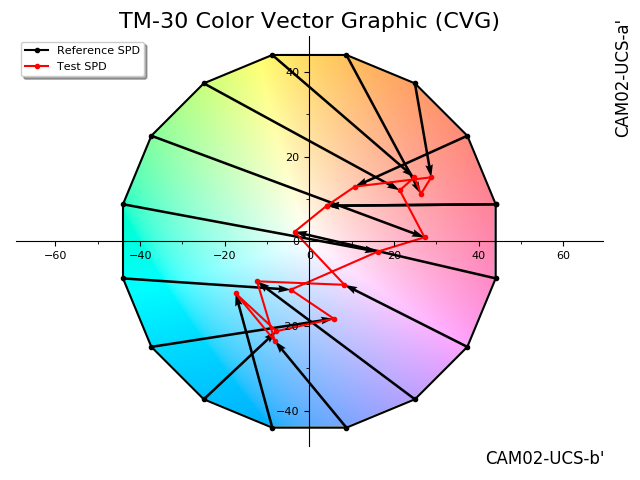 TM-30 Color Vector Graphic (CVG)
Reference SPD
Test SPD
CAM02-UCS-a'
40
20
0
−60
−40
−20
0
20
40
60
−20
−40
CAM02-UCS-b'